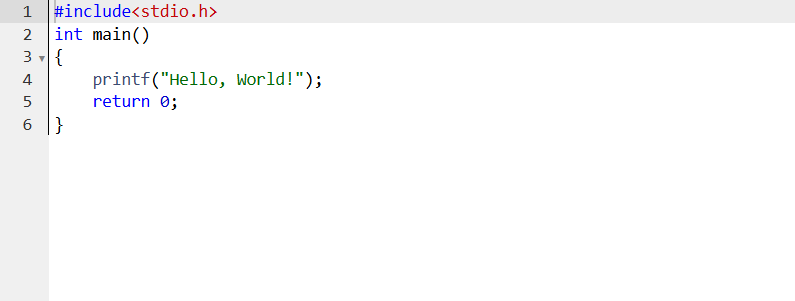 1 #include<stdio.h>
2 int main()
3 {
4     printf("Hello, World!");
5     return 0;
6 }